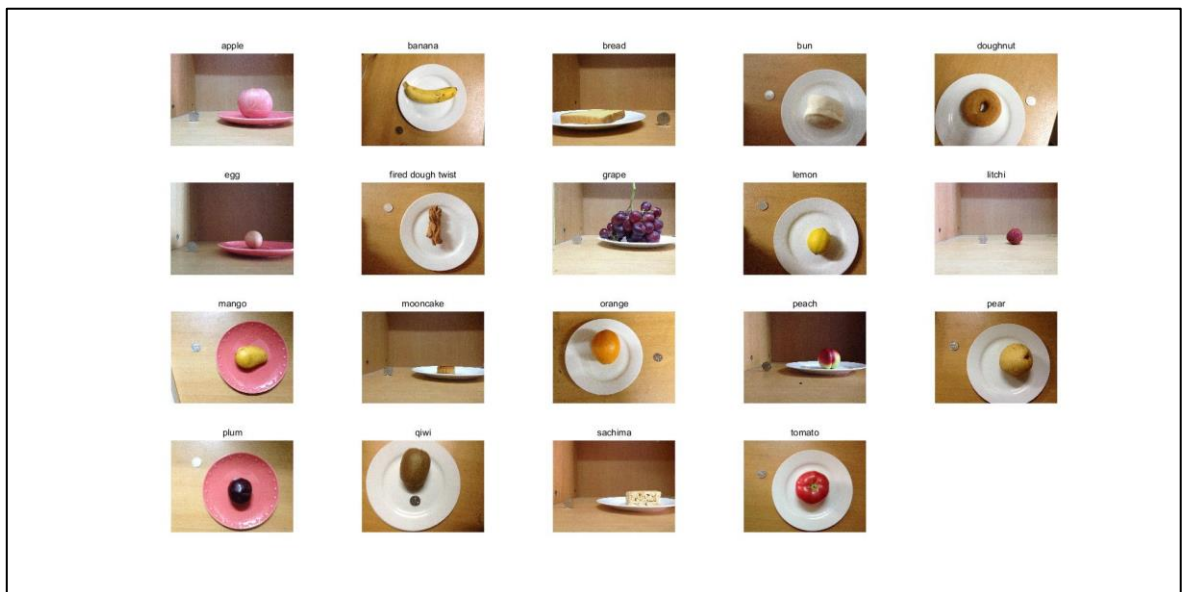 apple banana bread bun doughnut
egg fired dough twist grape lemon litchi
mango mooncake orange peach pear
plum qiwi sachima tomato